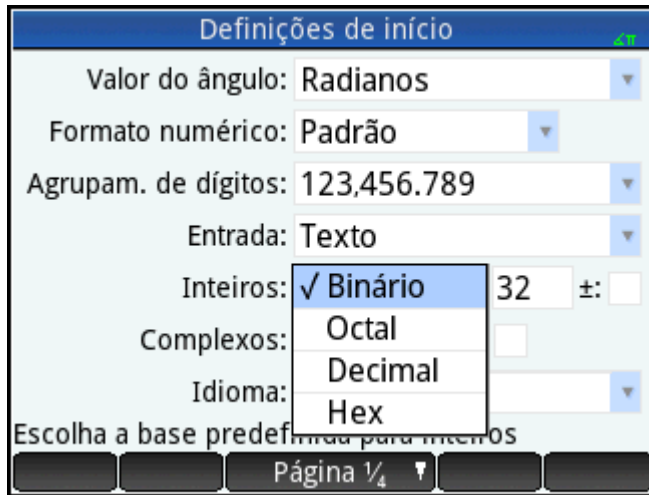 Definições de início
∡π
Valor do ângulo: Radianos
Formato numérico: Padrão
Agrupam. de dígitos: 123,456.789
Entrada: Texto
Inteiros: √ Binário 32 ±:
Octal
Complexos:
Decimal
Idioma:
Hex
Escolha a base predefinida para inteiros
Página 1/4